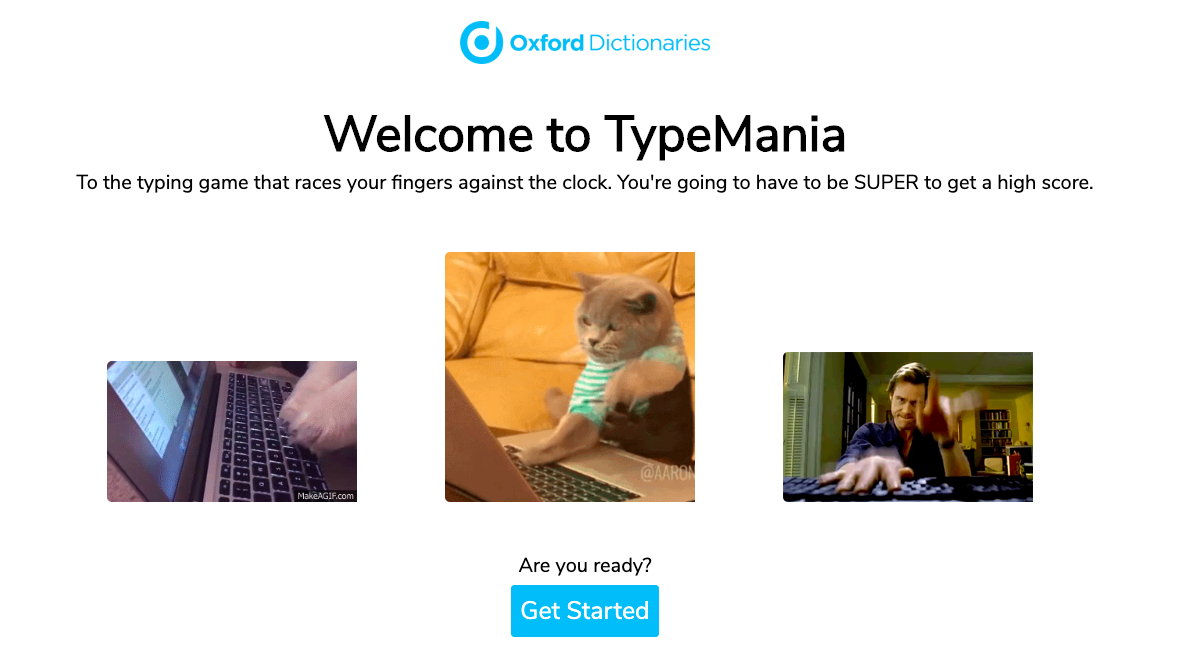 Oxford Dictionaries
Welcome to TypeMania
To the typing game that races your fingers against the clock. You're going to have to be SUPER to get a high score.
@AARON
MakeAGIF.com
Are you ready?
Get Started